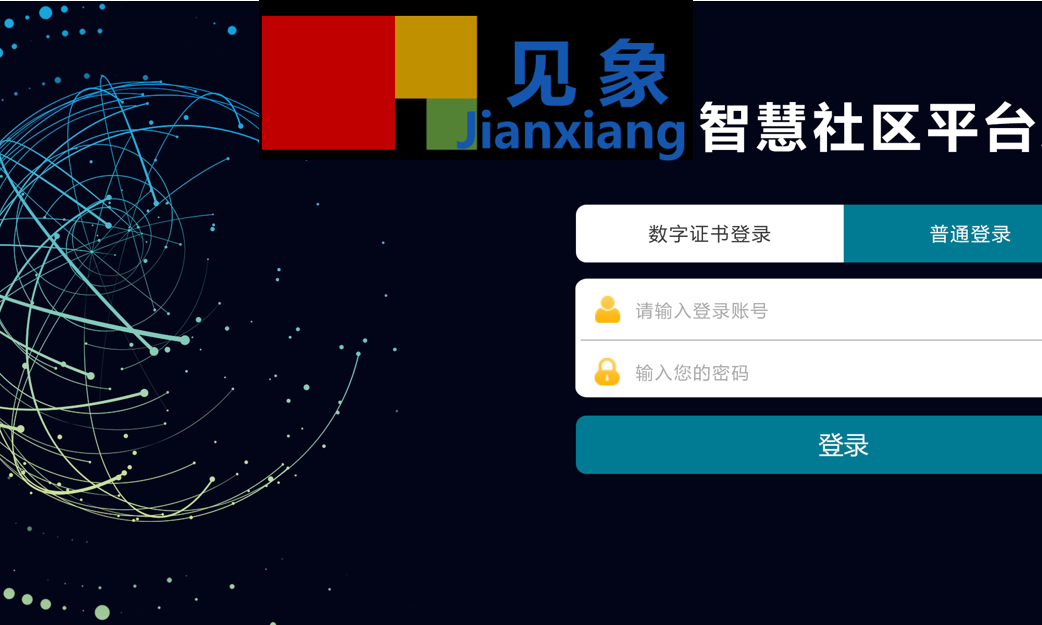 见象
Jianxiang
智慧社区平台
数字证书登录 普通登录
请输入登录账号
输入您的密码
登录